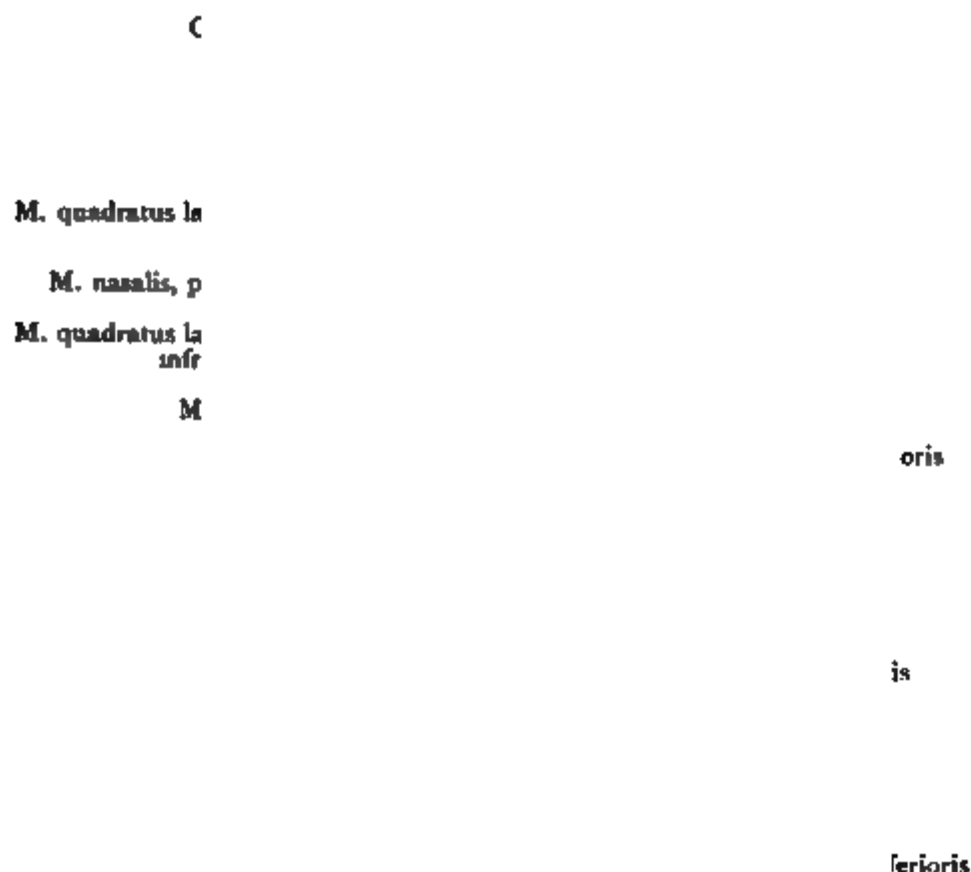 C
M. quadratus la
M. nasalis, p
M. quadratus la
infr
M
oris
is
ferioris